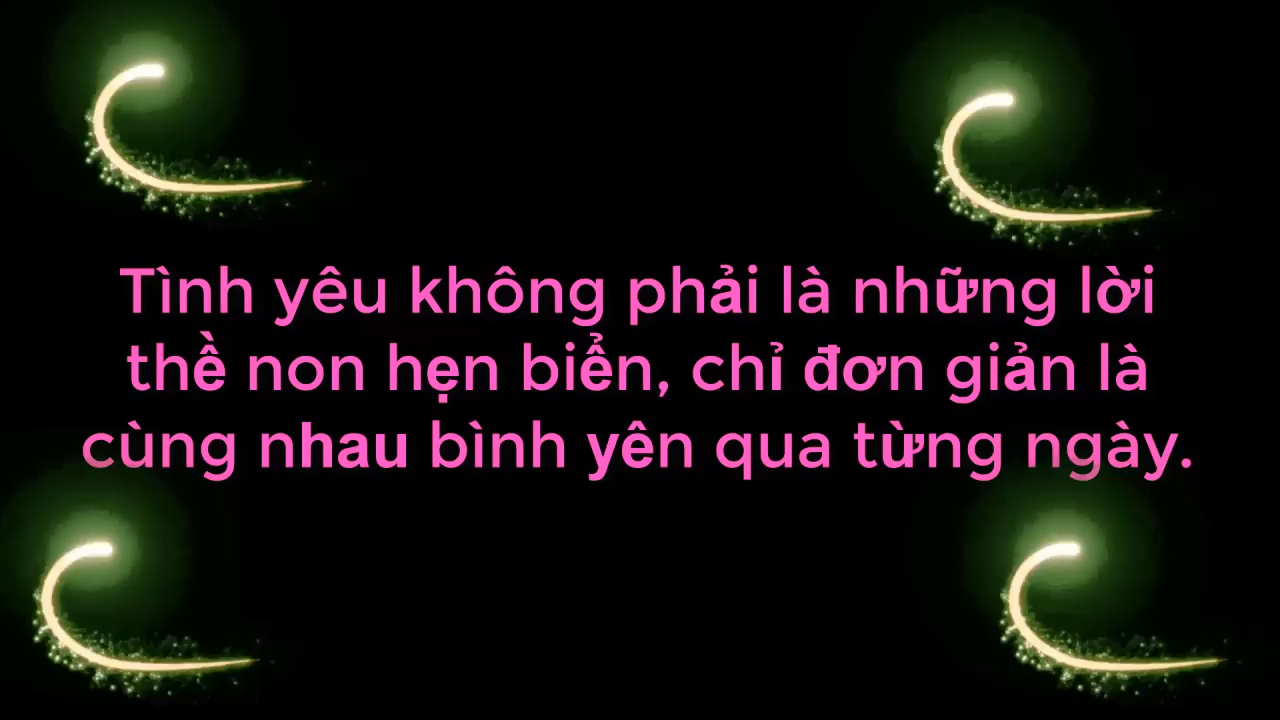 Tình yêu không phải là những lời
thề non hẹn biển, chỉ đơn giản là
cùng nhau bình yên qua từng ngày.